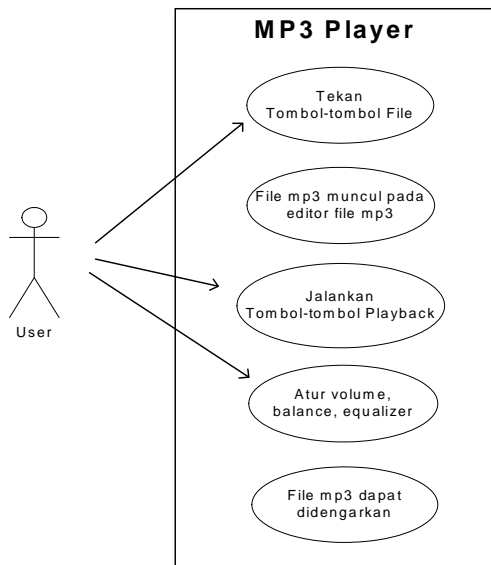 MP3 Player
Tekan
Tombol-tombol File
File mp3 muncul pada
editor file mp3
Jalankan
Tombol-tombol Playback
User
Atur volume,
balance, equalizer
File mp3 dapat
didengarkan